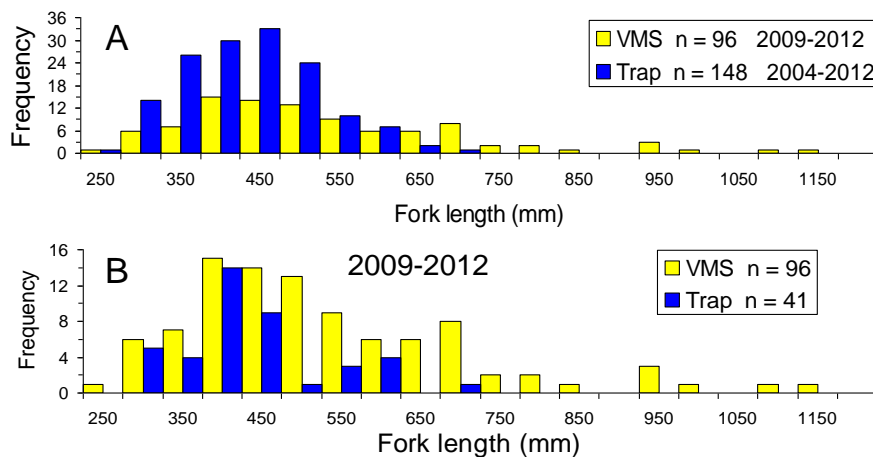 A
Frequency
36
30
24
18
12
6
0
VMS n = 96 2009-2012
Trap n = 148 2004-2012
250 350 450 550 650 750 850 950 1050 1150
Fork length (mm)
B
2009-2012
Frequency
16
12
8
4
0
VMS n = 96
Trap n = 41
250 350 450 550 650 750 850 950 1050 1150
Fork length (mm)